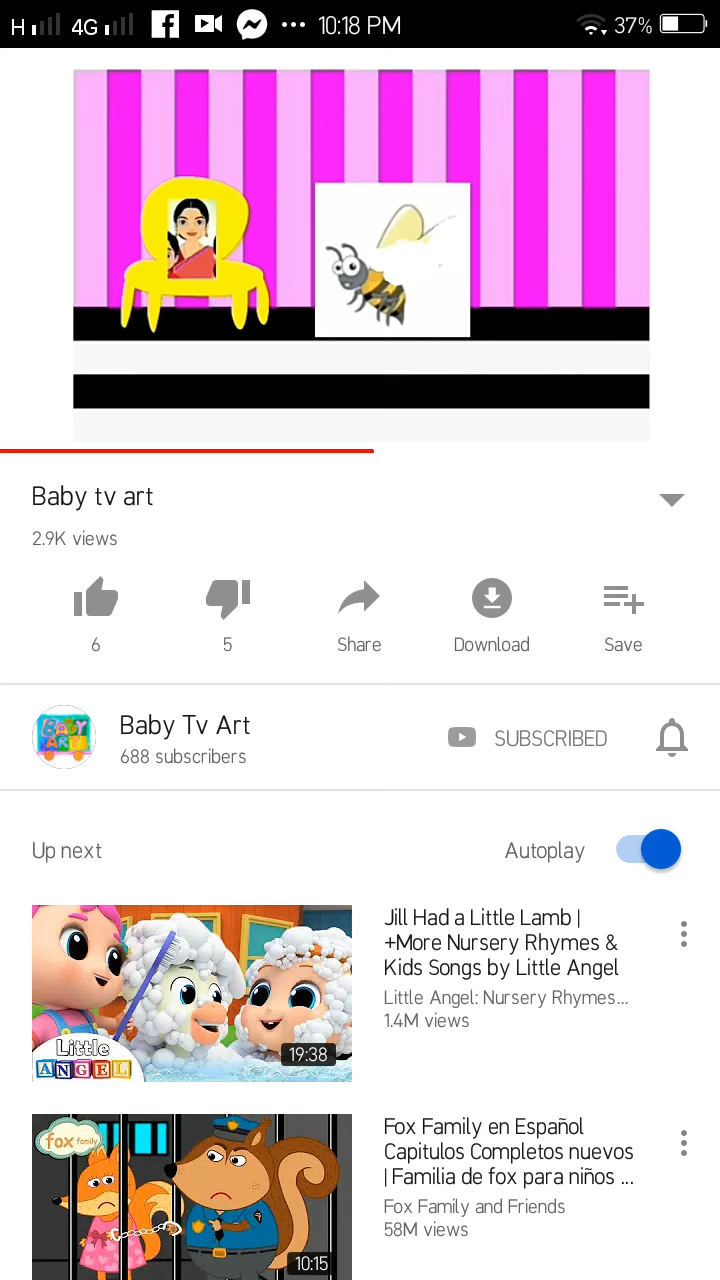 H 4G 10:18 PM 37%
Baby tv art
2.9K views
6 5 Share Download Save
Baby Tv Art
688 subscribers
SUBSCRIBED
BABY
ART
Up next Autoplay
Jill Had a Little Lamb |
+More Nursery Rhymes &
Kids Songs by Little Angel
Little Angel: Nursery Rhymes...
1.4M views
Little
ANGEL
19:38
Fox Family en Español
Capitulos Completos nuevos
| Familia de fox para niños ...
Fox Family and Friends
58M views
fox family
10:15